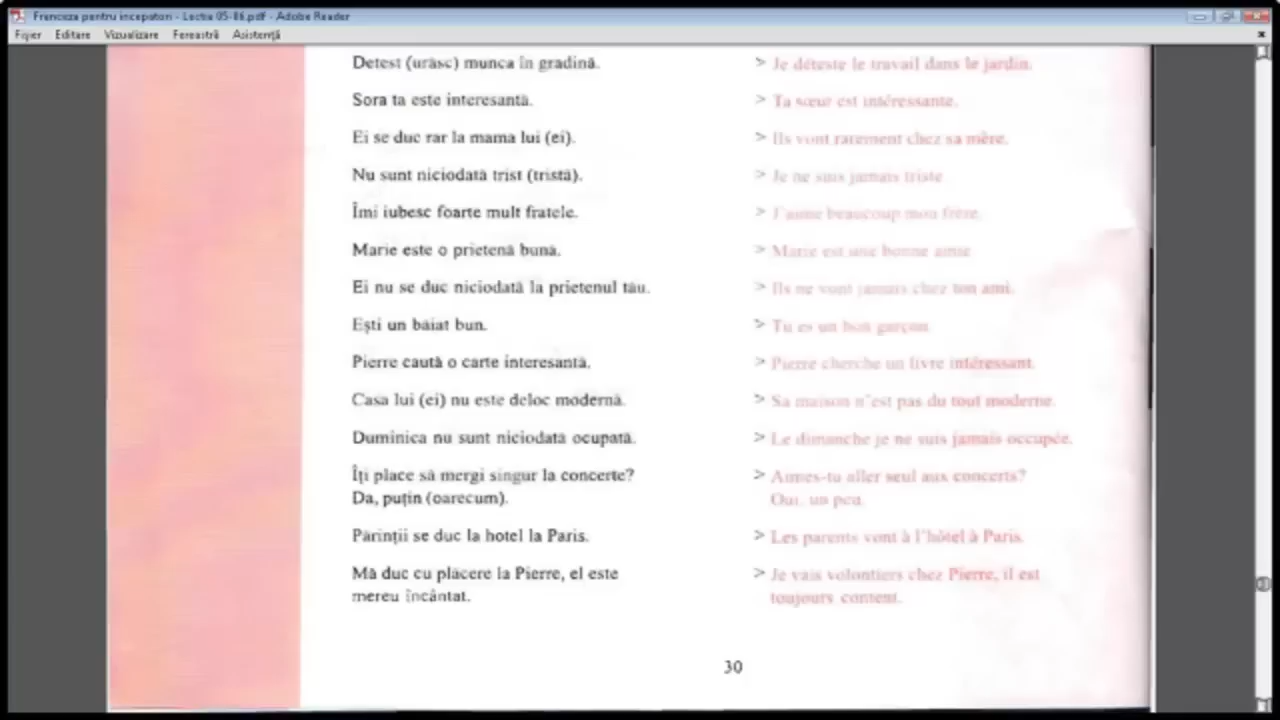 Franceza pentru incepatori - Lectia 05-06.pdf - Adobe Reader
Fișier Editare Vizualizare Fereastră Asistență
Detest (urăsc) munca în gradină. > Je déteste le travail dans le jardin.
Sora ta este interesantă. > Ta sœur est intéressante.
Ei se duc rar la mama lui (ei). > Ils vont rarement chez sa mère.
Nu sunt niciodată trist (tristă). > Je ne suis jamais triste
Îmi iubesc foarte mult fratele. > J'aime beaucoup mon frère.
Marie este o prietenă bună. > Marie est une bonne amie
Ei nu se duc niciodată la prietenul tău. > Ils ne vont jamais chez ton ami.
Ești un băiat bun. > Tu es un bon garçon.
Pierre caută o carte interesantă. > Pierre cherche un livre intéressant.
Casa lui (ei) nu este deloc modernă. > Sa maison n'est pas du tout moderne.
Duminica nu sunt niciodată ocupată. > Le dimanche je ne suis jamais occupée.
Îți place să mergi singur la concerte? > Aimes-tu aller seul aux concerts?
Da, puțin (oarecum). Oui, un peu.
Părinții se duc la hotel la Paris. > Les parents vont à l'hôtel à Paris.
Mă duc cu plăcere la Pierre, el este > Je vais volontiers chez Pierre, il est
mereu încântat. toujours content.
30